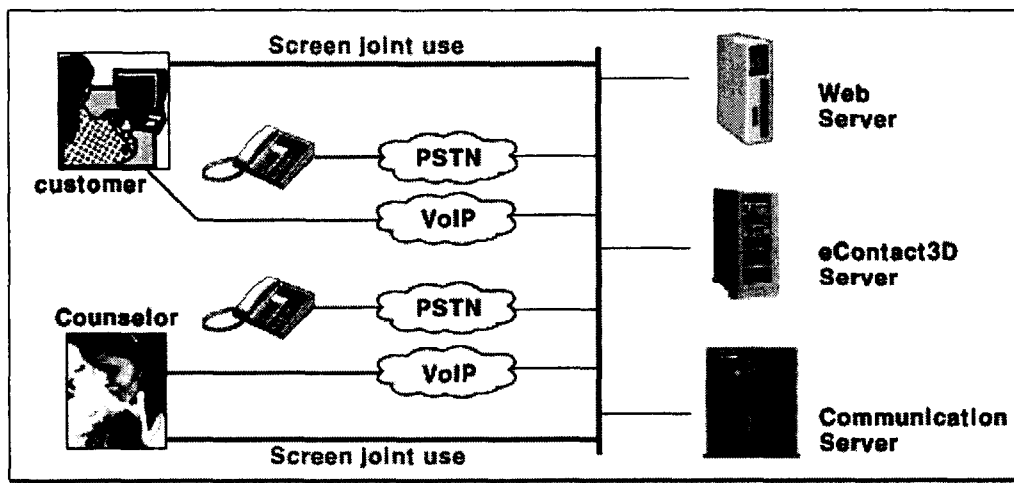 Screen joint use
customer
PSTN
VoIP
Counselor
PSTN
VoIP
Screen joint use
Web
Server
eContact3D
Server
Communication
Server